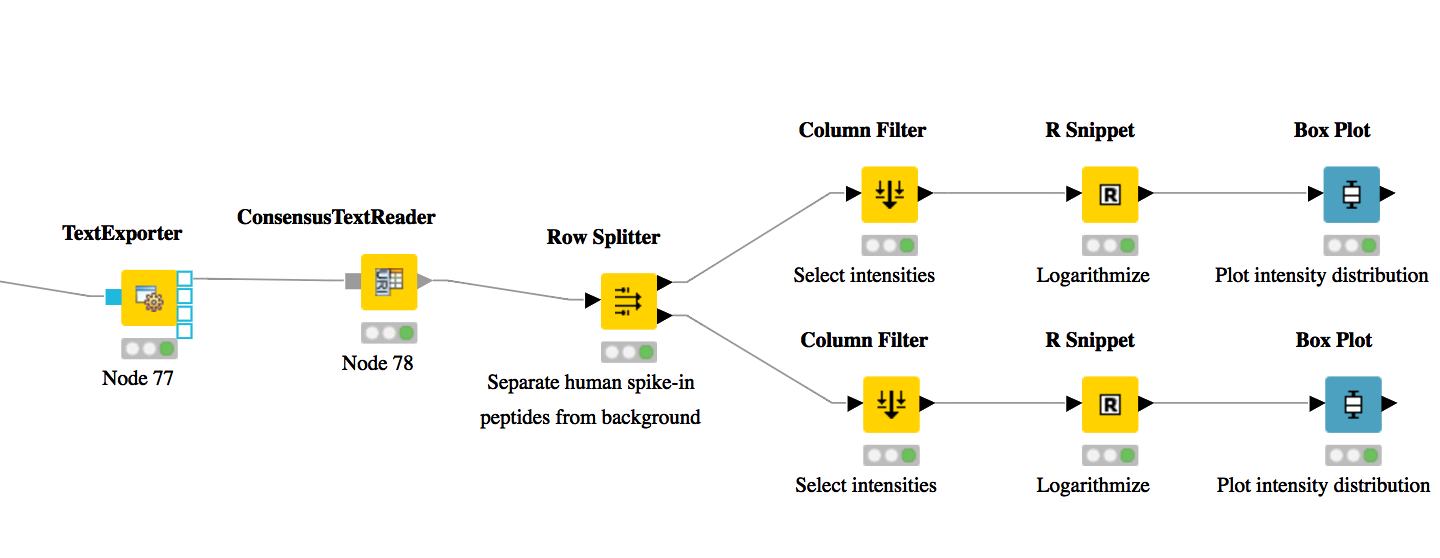 TextExporter
Node 77
ConsensusTextReader
URI
Node 78
Row Splitter
Separate human spike-in
peptides from background
Column Filter
Select intensities
R Snippet
R
Logarithmize
Box Plot
Plot intensity distribution
Column Filter
Select intensities
R Snippet
R
Logarithmize
Box Plot
Plot intensity distribution